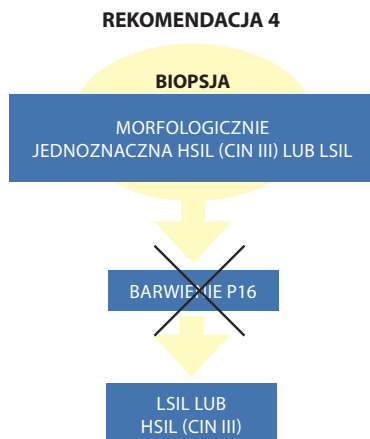 REKOMENDACJA 4
BIOPSJA
MORFOLOGICZNIE
JEDNOZNACZNA HSIL (CIN III) LUB LSIL
BARWIENIE P16
LSIL LUB
HSIL (CIN III)